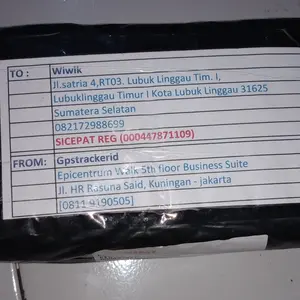 TO : Wiwik
Jl.satria 4,RT03. Lubuk Linggau Tim. I,
Lubuklinggau Timur I Kota Lubuk Linggau 31625
Sumatera Selatan
082172988699
SICEPAT REG [000447871109]
FROM: Gpstrackerid
Epicentrum Walk 5th floor Business Suite
Jl. HR Rasuna Said, Kuningan - jakarta
[0811 9190505]